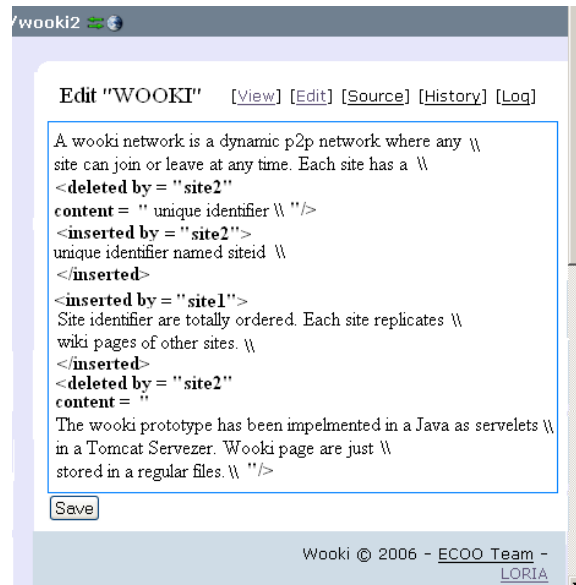 /wooki2
Edit "WOOKI" [View] [Edit] [Source] [History] [Log]
A wooki network is a dynamic p2p network where any \\
site can join or leave at any time. Each site has a \\
<deleted by = "site2"
content = " unique identifier \\ "/>
<inserted by = "site2">
unique identifier named siteid \\
</inserted>
<inserted by = "site1">
Site identifier are totally ordered. Each site replicates \\
wiki pages of other sites. \\
</inserted>
<deleted by = "site2"
content = "
The wooki prototype has been impelmented in a Java as servelets \\
in a Tomcat Servezer. Wooki page are just \\
stored in a regular files. \\ "/>
Save
Wooki © 2006 - ECOO Team -
LORIA